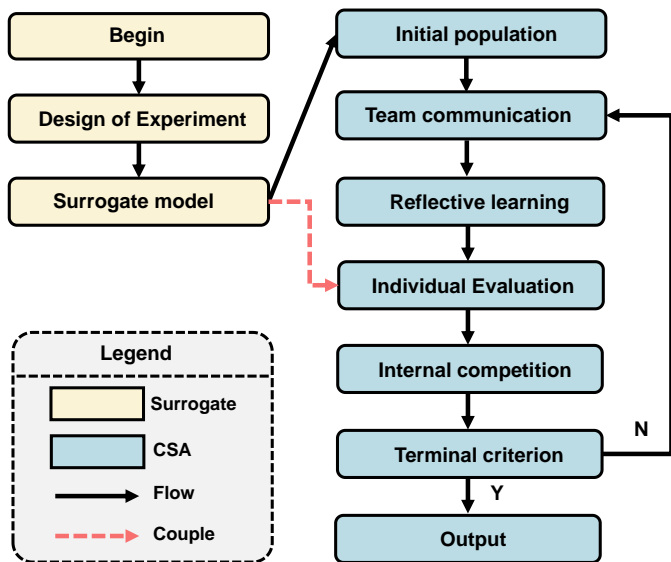 Begin
Design of Experiment
Surrogate model
Initial population
Team communication
Reflective learning
Individual Evaluation
Internal competition
Terminal criterion
N
Y
Output
Legend
Surrogate
CSA
Flow
Couple